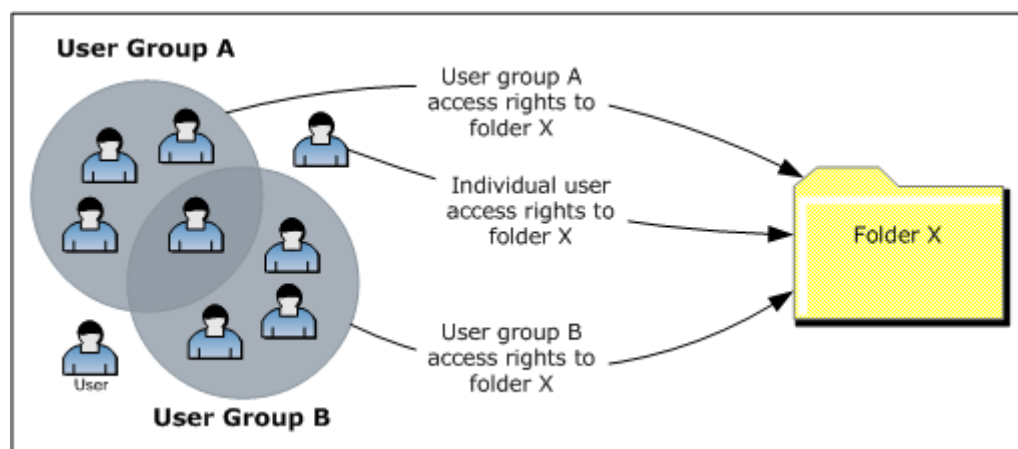 User Group A
User group A
access rights to
folder X
Individual user
access rights to
folder X
Folder X
User group B
access rights to
folder X
User
User Group B